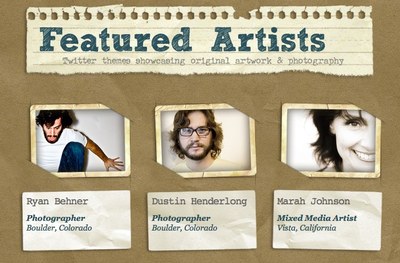 Featured Artists
Twitter themes showcasing original artwork & photography
Ryan Behner
Photographer
Boulder, Colorado
Dustin Henderlong
Photographer
Boulder, Colorado
Marah Johnson
Mixed Media Artist
Vista, California